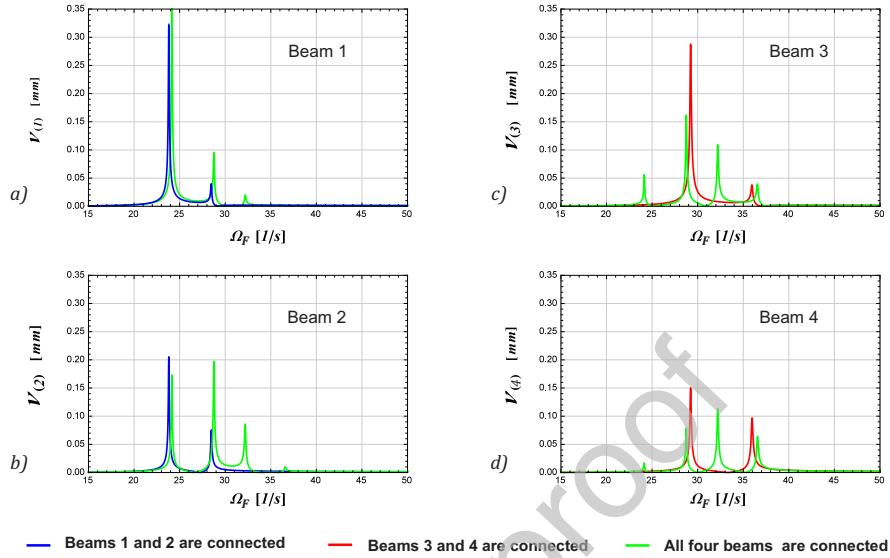 0.35
0.30
0.25
0.20
0.15
0.10
0.05
0.00
V(1) [mm]
Beam 1
15 20 25 30 35 40 45 50
Ω_F [1/s]
a)
0.35
0.30
0.25
0.20
0.15
0.10
0.05
0.00
V(3) [mm]
Beam 3
15 20 25 30 35 40 45 50
Ω_F [1/s]
c)
0.35
0.30
0.25
0.20
0.15
0.10
0.05
0.00
V(2) [mm]
Beam 2
15 20 25 30 35 40 45 50
Ω_F [1/s]
b)
0.35
0.30
0.25
0.20
0.15
0.10
0.05
0.00
V(4) [mm]
Beam 4
15 20 25 30 35 40 45 50
Ω_F [1/s]
d)
proof
Beams 1 and 2 are connected
Beams 3 and 4 are connected
All four beams are connected